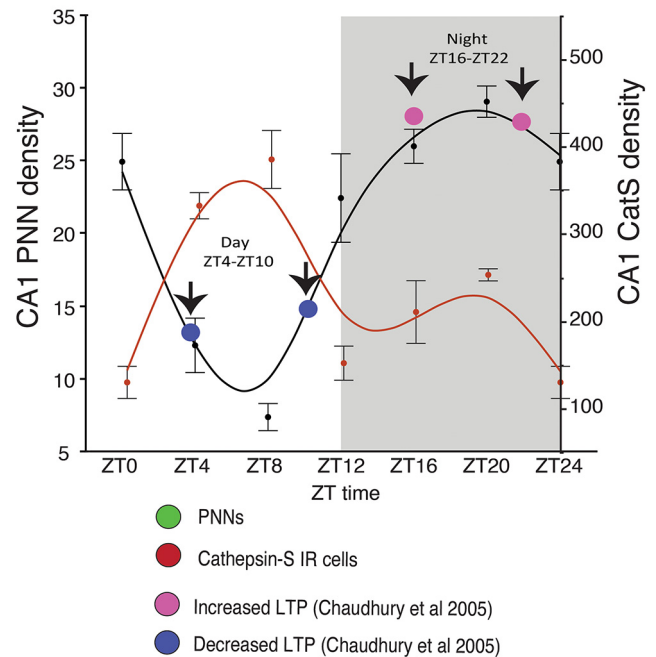 35
30
25
20
15
10
5
CA1 PNN density
Night
ZT16-ZT22
Day
ZT4-ZT10
500
400
300
200
100
CA1 CatS density
ZT0 ZT4 ZT8 ZT12 ZT16 ZT20 ZT24
ZT time
PNNs
Cathepsin-S IR cells
Increased LTP (Chaudhury et al 2005)
Decreased LTP (Chaudhury et al 2005)